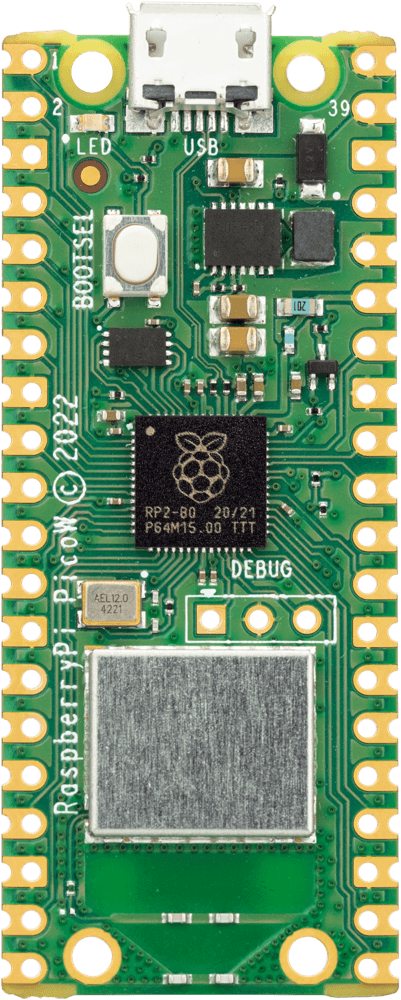 1
2
39
LED
USB
BOOTSEL
201
RP2-B0 20/21
P64M15.00 TTT
DEBUG
AEL12.0
4221
RaspberryPi PicoW © 2022